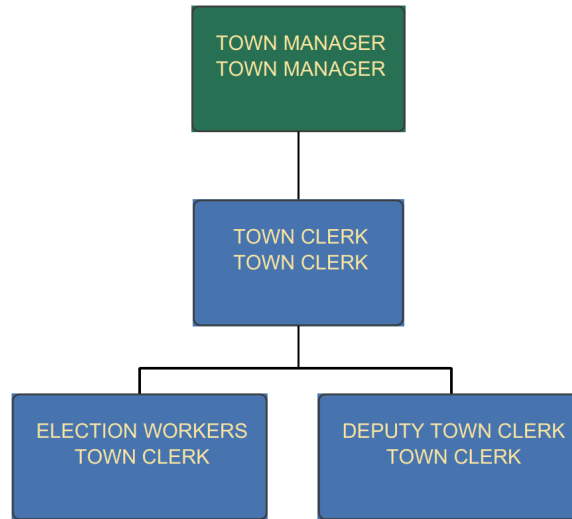 TOWN MANAGER
TOWN MANAGER
TOWN CLERK
TOWN CLERK
ELECTION WORKERS
TOWN CLERK
DEPUTY TOWN CLERK
TOWN CLERK